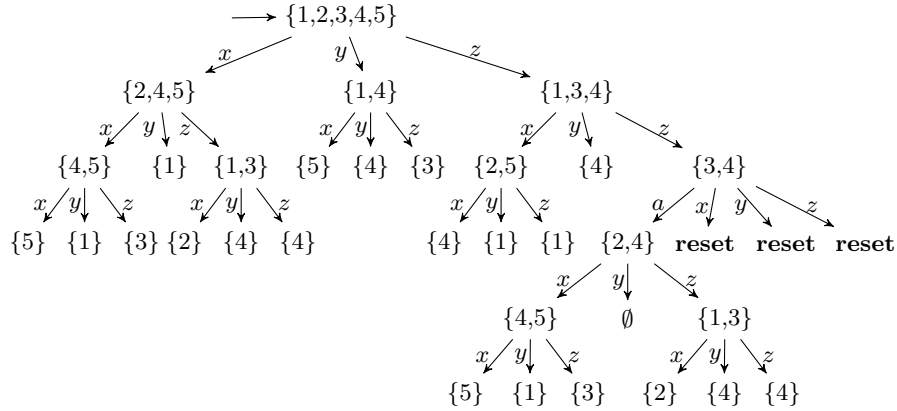 {1,2,3,4,5}
x y z
{2,4,5} {1,4} {1,3,4}
x y z x y z x y z
{4,5} {1} {1,3} {5} {4} {3} {2,5} {4} {3,4}
x y z x y z x y z a x y z
{5} {1} {3} {2} {4} {4} {4} {1} {1} {2,4} reset reset reset
x y z
{4,5} ∅ {1,3}
x y z x y z
{5} {1} {3} {2} {4} {4}